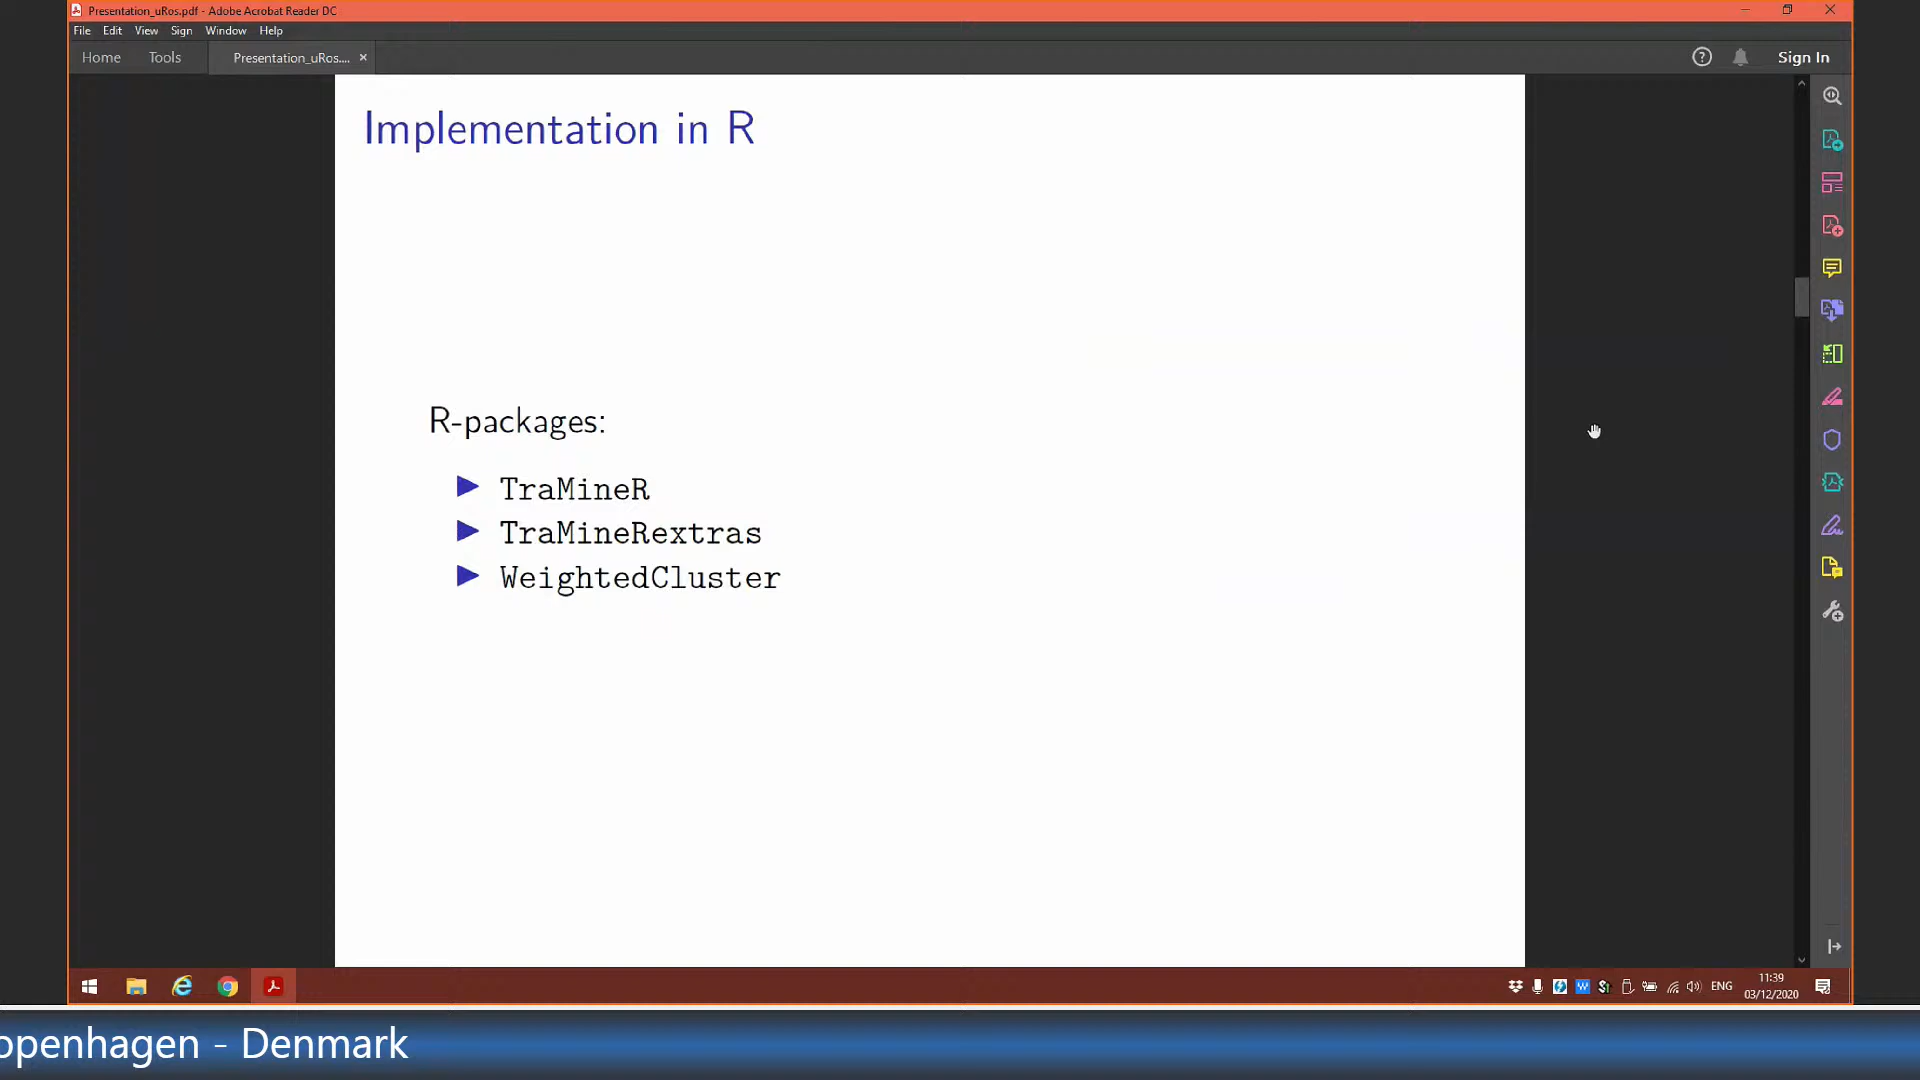 Presentation_uRos.pdf - Adobe Acrobat Reader DC
File Edit View Sign Window Help
Home Tools Presentation_uRos.... × Sign In
Implementation in R
R-packages:
TraMineR
TraMineRextras
WeightedCluster
ENG
11:39
03/12/2020
openhagen - Denmark